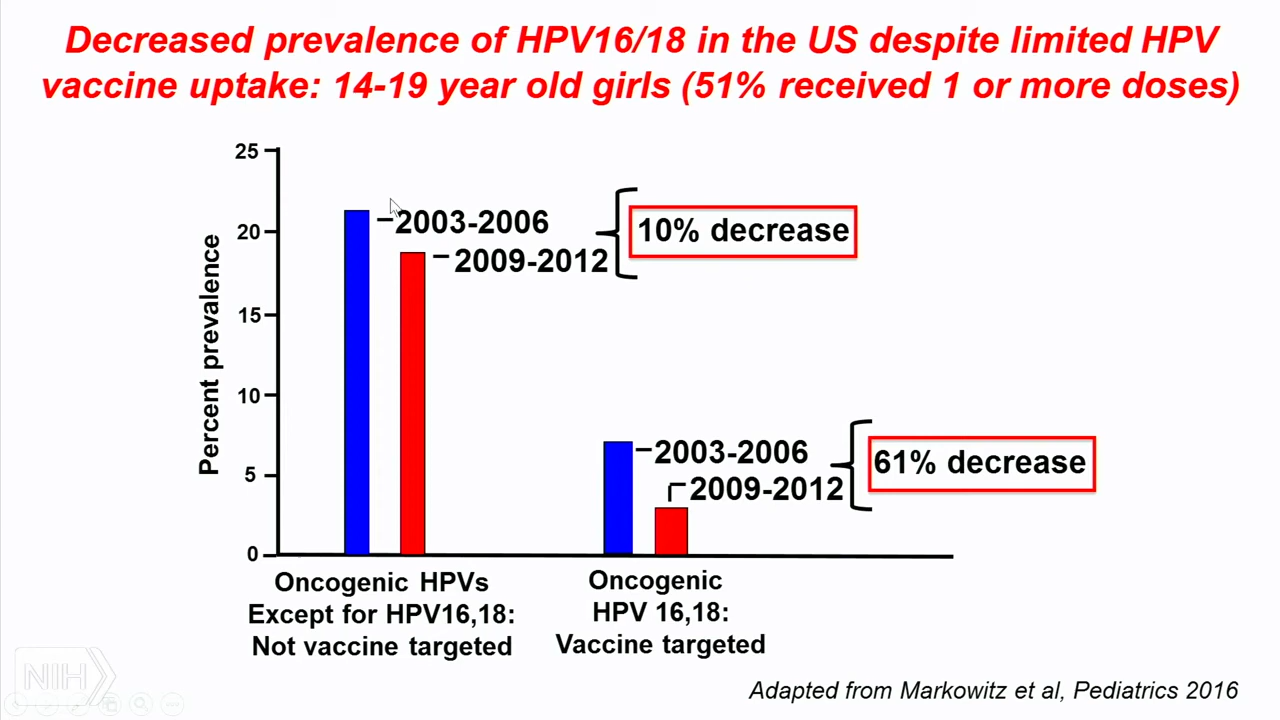 Decreased prevalence of HPV16/18 in the US despite limited HPV
vaccine uptake: 14-19 year old girls (51% received 1 or more doses)
25
20
15
10
5
0
Percent prevalence
2003-2006
2009-2012
10% decrease
2003-2006
2009-2012
61% decrease
Oncogenic HPVs
Except for HPV16,18:
Not vaccine targeted
Oncogenic
HPV 16,18:
Vaccine targeted
NIH
Adapted from Markowitz et al, Pediatrics 2016